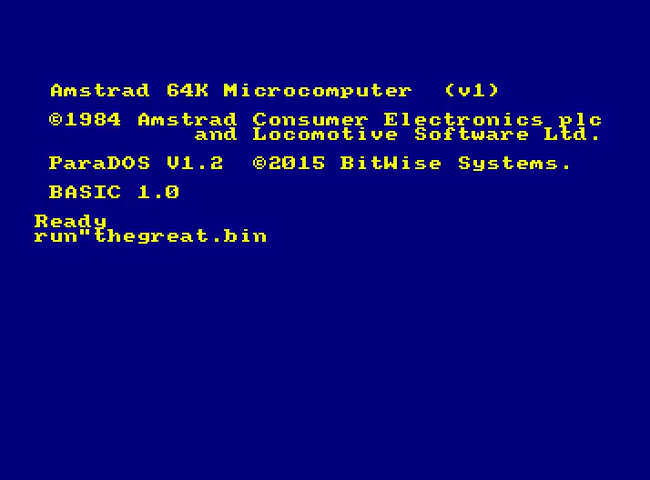 Amstrad 64K Microcomputer  (v1)
©1984 Amstrad Consumer Electronics plc
and Locomotive Software Ltd.
ParaDOS V1.2  ©2015 BitWise Systems.
BASIC 1.0
Ready
run"thegreat.bin